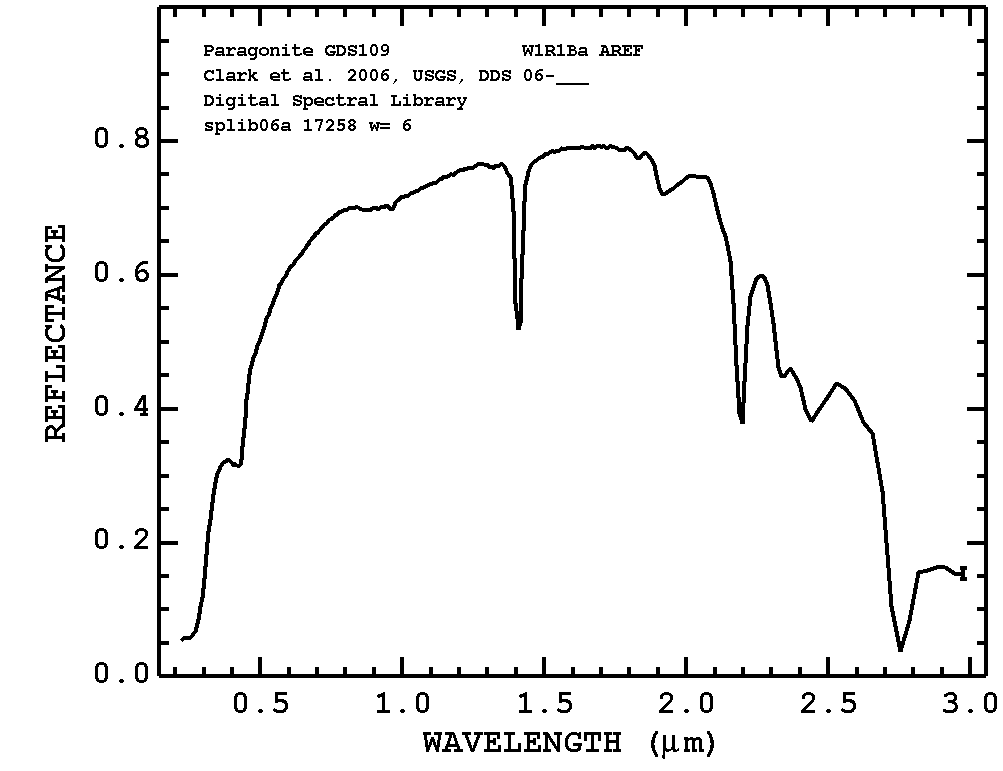 Paragonite GDS109 W1R1Ba AREF
Clark et al. 2006, USGS, DDS 06-___
Digital Spectral Library
splib06a 17258 w= 6
REFLECTANCE
0.8
0.6
0.4
0.2
0.0
0.5 1.0 1.5 2.0 2.5 3.0
WAVELENGTH (μm)